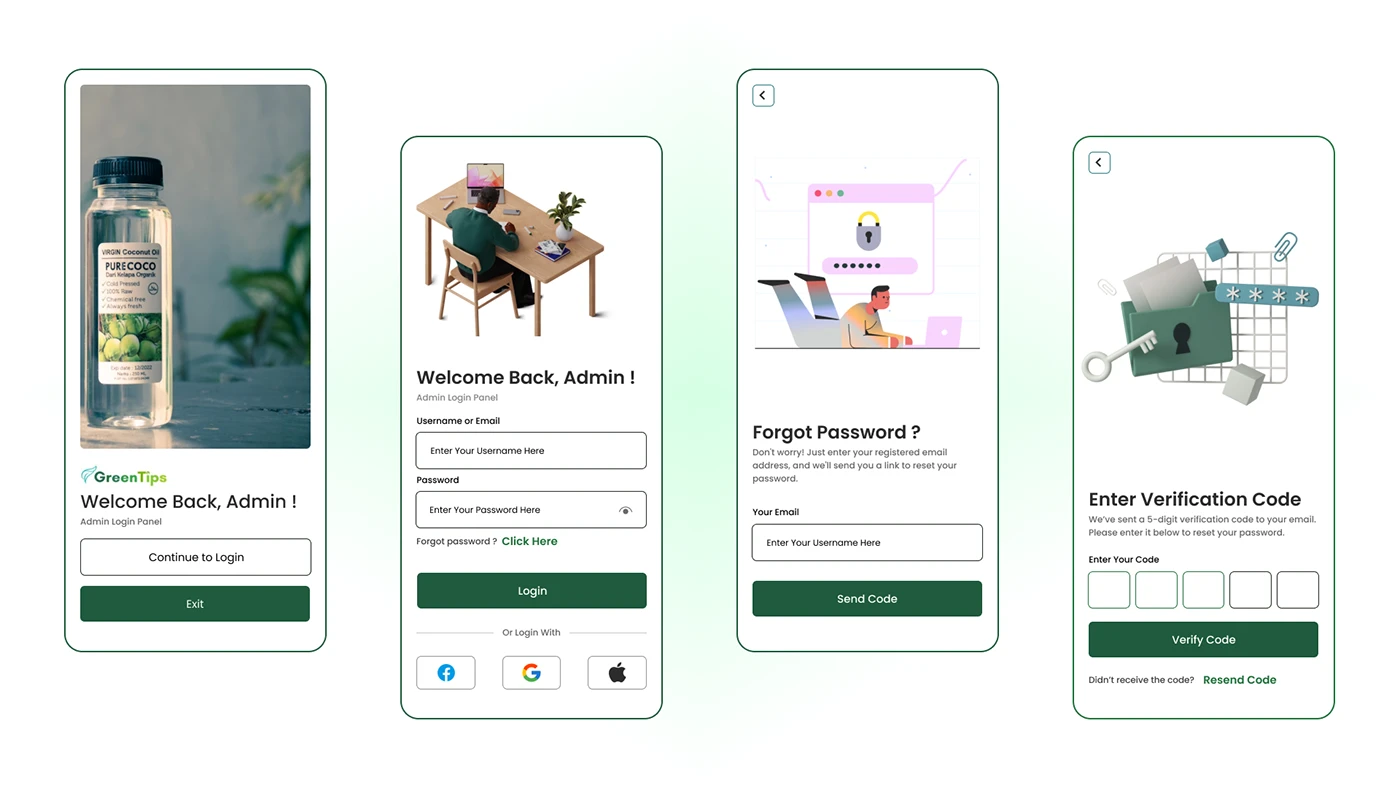 VIRGIN Coconut Oil
PURECOCO
Dari Kelapa Organik
✓Cold Pressed
✓100% Raw
✓Chemical free
✓Always fresh
Exp date : 12/2022
GreenTips
Welcome Back, Admin !
Admin Login Panel
Continue to Login
Exit
Welcome Back, Admin !
Admin Login Panel
Username or Email
Enter Your Username Here
Password
Enter Your Password Here
Forgot password ? Click Here
Login
Or Login With
Forgot Password ?
Don't worry! Just enter your registered email
address, and we'll send you a link to reset your
password.
Your Email
Enter Your Username Here
Send Code
Enter Verification Code
We've sent a 5-digit verification code to your email.
Please enter it below to reset your password.
Enter Your Code
Verify Code
Didn't receive the code? Resend Code